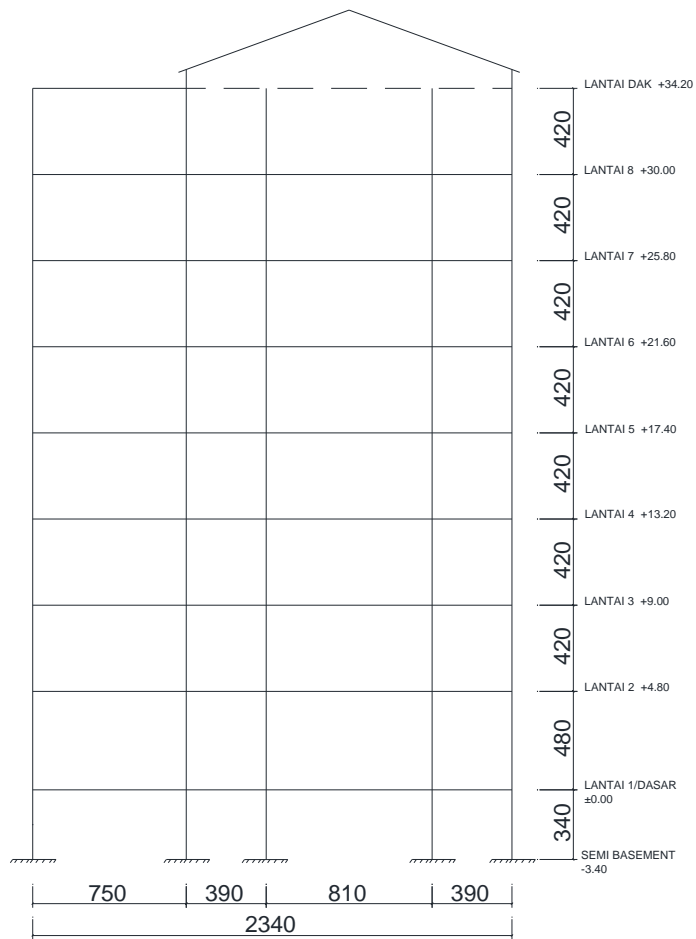 LANTAI DAK +34.20
420
LANTAI 8 +30.00
420
LANTAI 7 +25.80
420
LANTAI 6 +21.60
420
LANTAI 5 +17.40
420
LANTAI 4 +13.20
420
LANTAI 3 +9.00
420
LANTAI 2 +4.80
480
LANTAI 1/DASAR
±0.00
340
SEMI BASEMENT
-3.40
750 390 810 390
2340